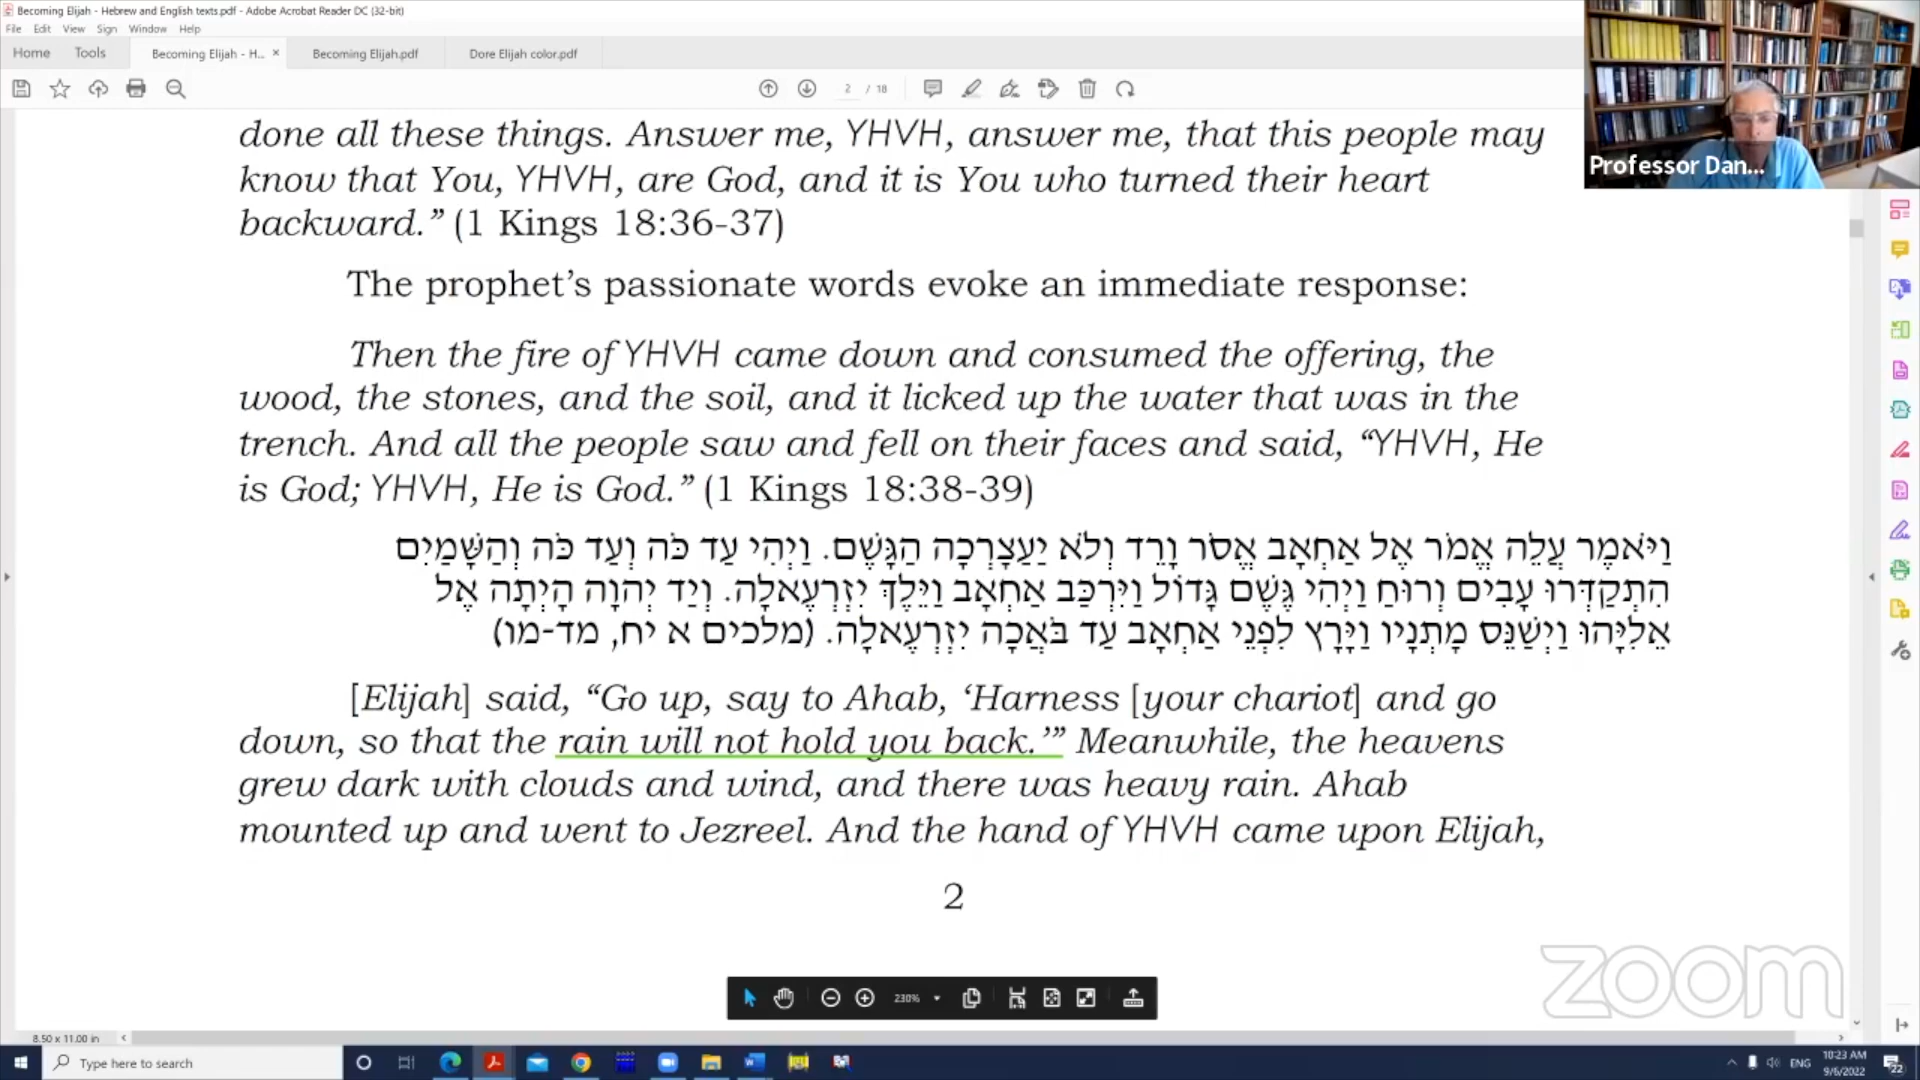 Becoming Elijah - Hebrew and English texts.pdf - Adobe Acrobat Reader DC (32-bit)
File Edit View Sign Window Help
Home Tools Becoming Elijah - H... × Becoming Elijah.pdf Dore Elijah color.pdf
2 / 18
Professor Dan...
done all these things. Answer me, YHVH, answer me, that this people may
know that You, YHVH, are God, and it is You who turned their heart
backward.” (1 Kings 18:36-37)
The prophet’s passionate words evoke an immediate response:
Then the fire of YHVH came down and consumed the offering, the
wood, the stones, and the soil, and it licked up the water that was in the
trench. And all the people saw and fell on their faces and said, “YHVH, He
is God; YHVH, He is God.” (1 Kings 18:38-39)
וַיֹּאמֶר עֲלֵה אֱמֹר אֶל אַחְאָב אֱסֹר וָרֵד וְלֹא יַעַצָרְכָה הַגָּשֶׁם. וַיְהִי עַד כֹּה וְעַד כֹּה וְהַשָּׁמַיִם
הִתְקַדְּרוּ עָבִים וְרוּחַ וַיְהִי גֶּשֶׁם גָּדוֹל וַיִּרְכַּב אַחְאָב וַיֵּלֶךְ יִזְרְעֶאלָה. וְיַד יְהוָה הָיְתָה אֶל
אֵלִיָּהוּ וַיְשַׁנֵּס מָתְנָיו וַיָּרָץ לִפְנֵי אַחְאָב עַד בֹּאֲכָה יִזְרְעֶאלָה. (מלכים א יח, מד-מו)
[Elijah] said, “Go up, say to Ahab, ‘Harness [your chariot] and go
down, so that the rain will not hold you back.’” Meanwhile, the heavens
grew dark with clouds and wind, and there was heavy rain. Ahab
mounted up and went to Jezreel. And the hand of YHVH came upon Elijah,
2
zoom
230%
8.50 x 11.00 in
Type here to search
ENG
10:23 AM
9/6/2022
22